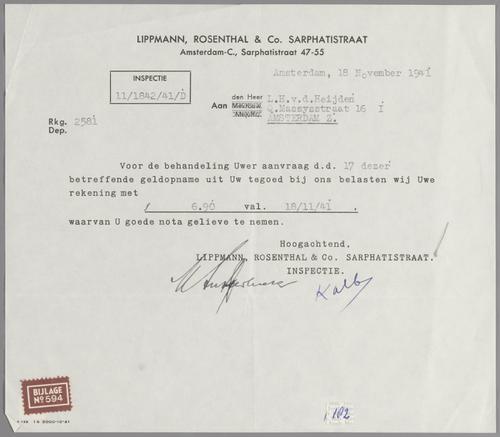 LIPPMANN, ROSENTHAL & Co. SARPHATISTRAAT
Amsterdam-C., Sarphatistraat 47-55
Amsterdam, 18 November 1941
INSPECTIE
11/1842/41/D
den Heer
Aan
L.H.v.d.Heijden
Q.Massysstraat 16 I
AMSTERDAM Z.
Rkg. 2581
Dep.
Voor de behandeling Uwer aanvraag d.d. 17 dezer
betreffende geldopname uit Uw tegoed bij ons belasten wij Uwe
rekening met
6.90 val. 18/11/41.
waarvan U goede nota gelieve te nemen.
Hoogachtend,
LIPPMANN, ROSENTHAL & Co. SARPHATISTRAAT.
INSPECTIE.
Kalb
BIJLAGE
No 594
102